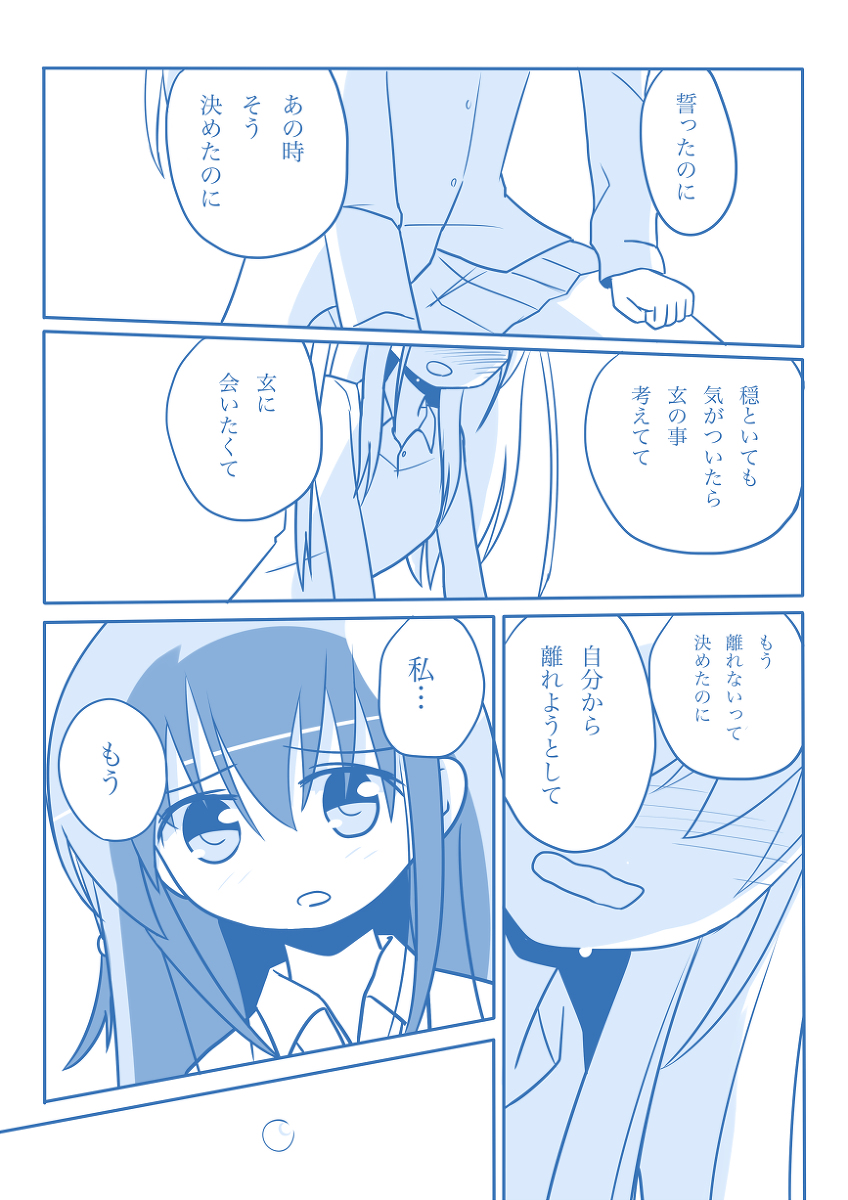 誓ったのに
あの時
そう
決めたのに
穏といても
気がついたら
玄の事
考えてて
玄に
会いたくて
もう
離れないって
決めたのに
自分から
離れようとして
私…
もう